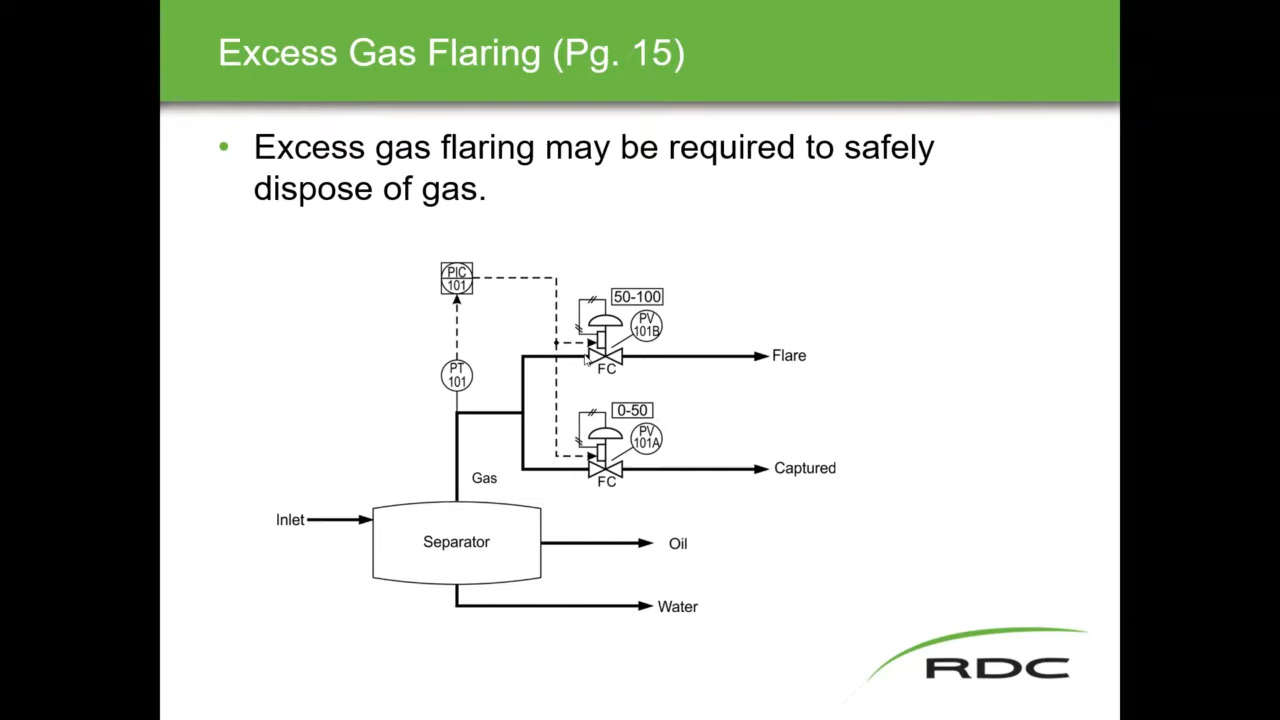 Excess Gas Flaring (Pg. 15)
• Excess gas flaring may be required to safely
dispose of gas.
PIC
101
50-100
PV
101B
Flare
FC
PT
101
0-50
PV
101A
Captured
FC
Gas
Inlet
Separator
Oil
Water
RDC